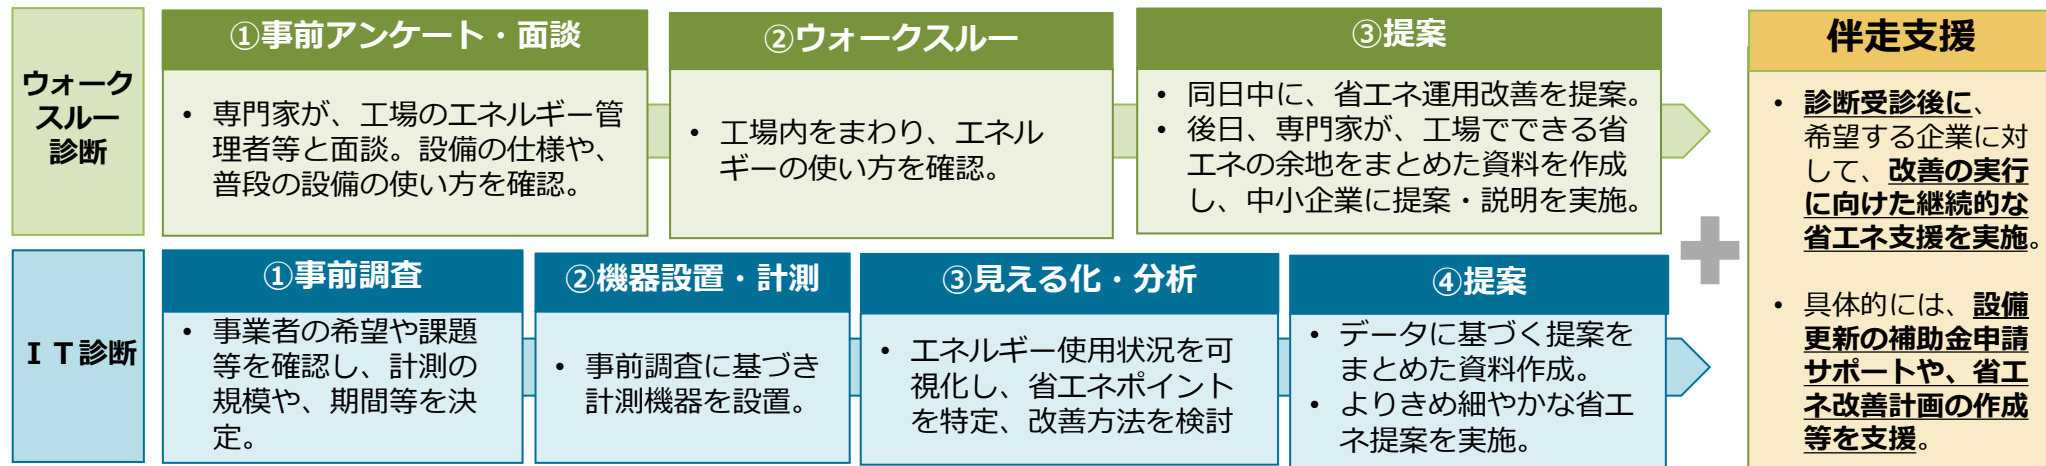 ウォーク
スルー
診断
①事前アンケート・面談
• 専門家が、工場のエネルギー管
理者等と面談。設備の仕様や、
普段の設備の使い方を確認。
②ウォークスルー
• 工場内をまわり、エネル
ギーの使い方を確認。
③提案
• 同日中に、省エネ運用改善を提案。
• 後日、専門家が、工場でできる省
エネの余地をまとめた資料を作成
し、中小企業に提案・説明を実施。
ＩＴ診断
①事前調査
• 事業者の希望や課題
等を確認し、計測の
規模や、期間等を決
定。
②機器設置・計測
• 事前調査に基づき
計測機器を設置。
③見える化・分析
• エネルギー使用状況を可
視化し、省エネポイント
を特定、改善方法を検討
④提案
• データに基づく提案を
まとめた資料作成。
• よりきめ細やかな省エ
ネ提案を実施。
伴走支援
• 診断受診後に、
希望する企業に対
して、改善の実行
に向けた継続的な
省エネ支援を実施。
• 具体的には、設備
更新の補助金申請
サポートや、省エ
ネ改善計画の作成
等を支援。